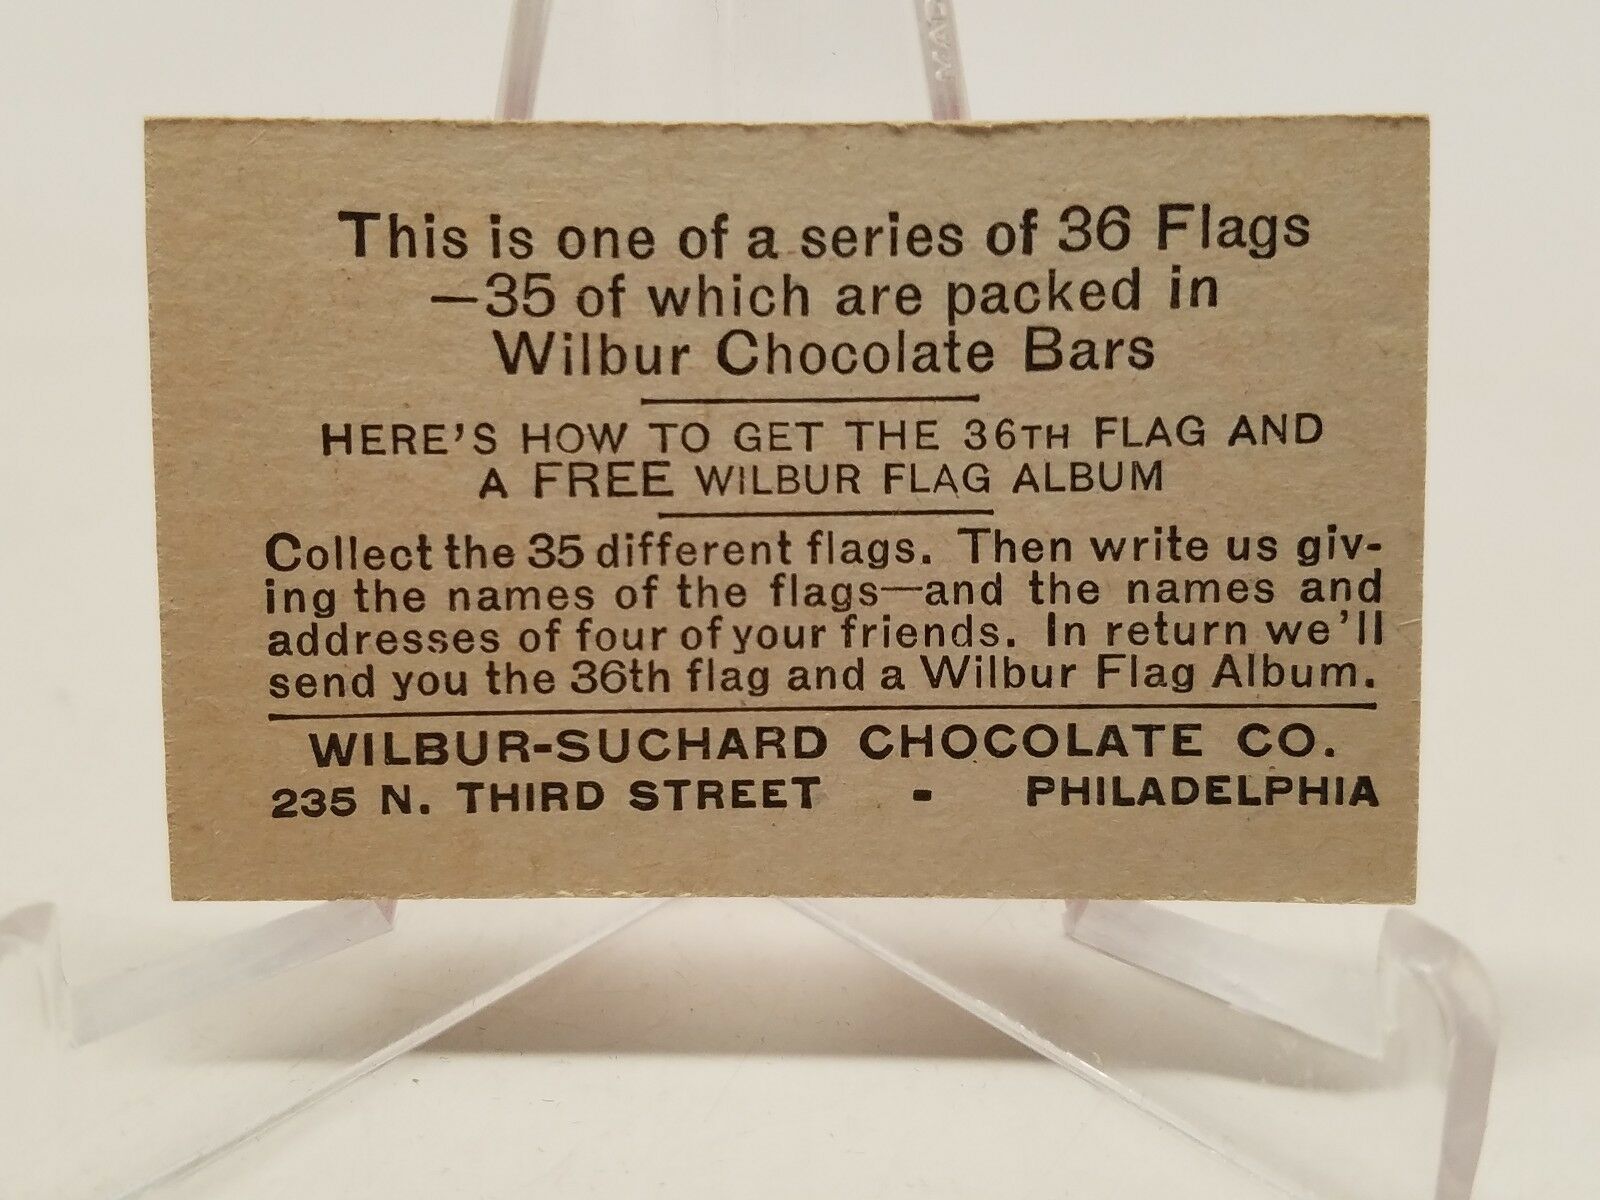 This is one of a series of 36 Flags
—35 of which are packed in
Wilbur Chocolate Bars
HERE'S HOW TO GET THE 36TH FLAG AND
A FREE WILBUR FLAG ALBUM
Collect the 35 different flags. Then write us giv-
ing the names of the flags—and the names and
addresses of four of your friends. In return we'll
send you the 36th flag and a Wilbur Flag Album.
WILBUR-SUCHARD CHOCOLATE CO.
235 N. THIRD STREET - PHILADELPHIA